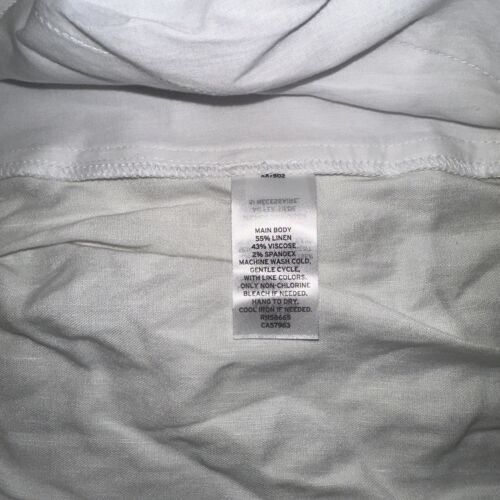 MAIN BODY
55% LINEN
43% VISCOSE
2% SPANDEX
MACHINE WASH COLD,
GENTLE CYCLE,
WITH LIKE COLORS.
ONLY NON-CHLORINE
BLEACH IF NEEDED.
HANG TO DRY.
COOL IRON IF NEEDED.
RN58665
CA57963